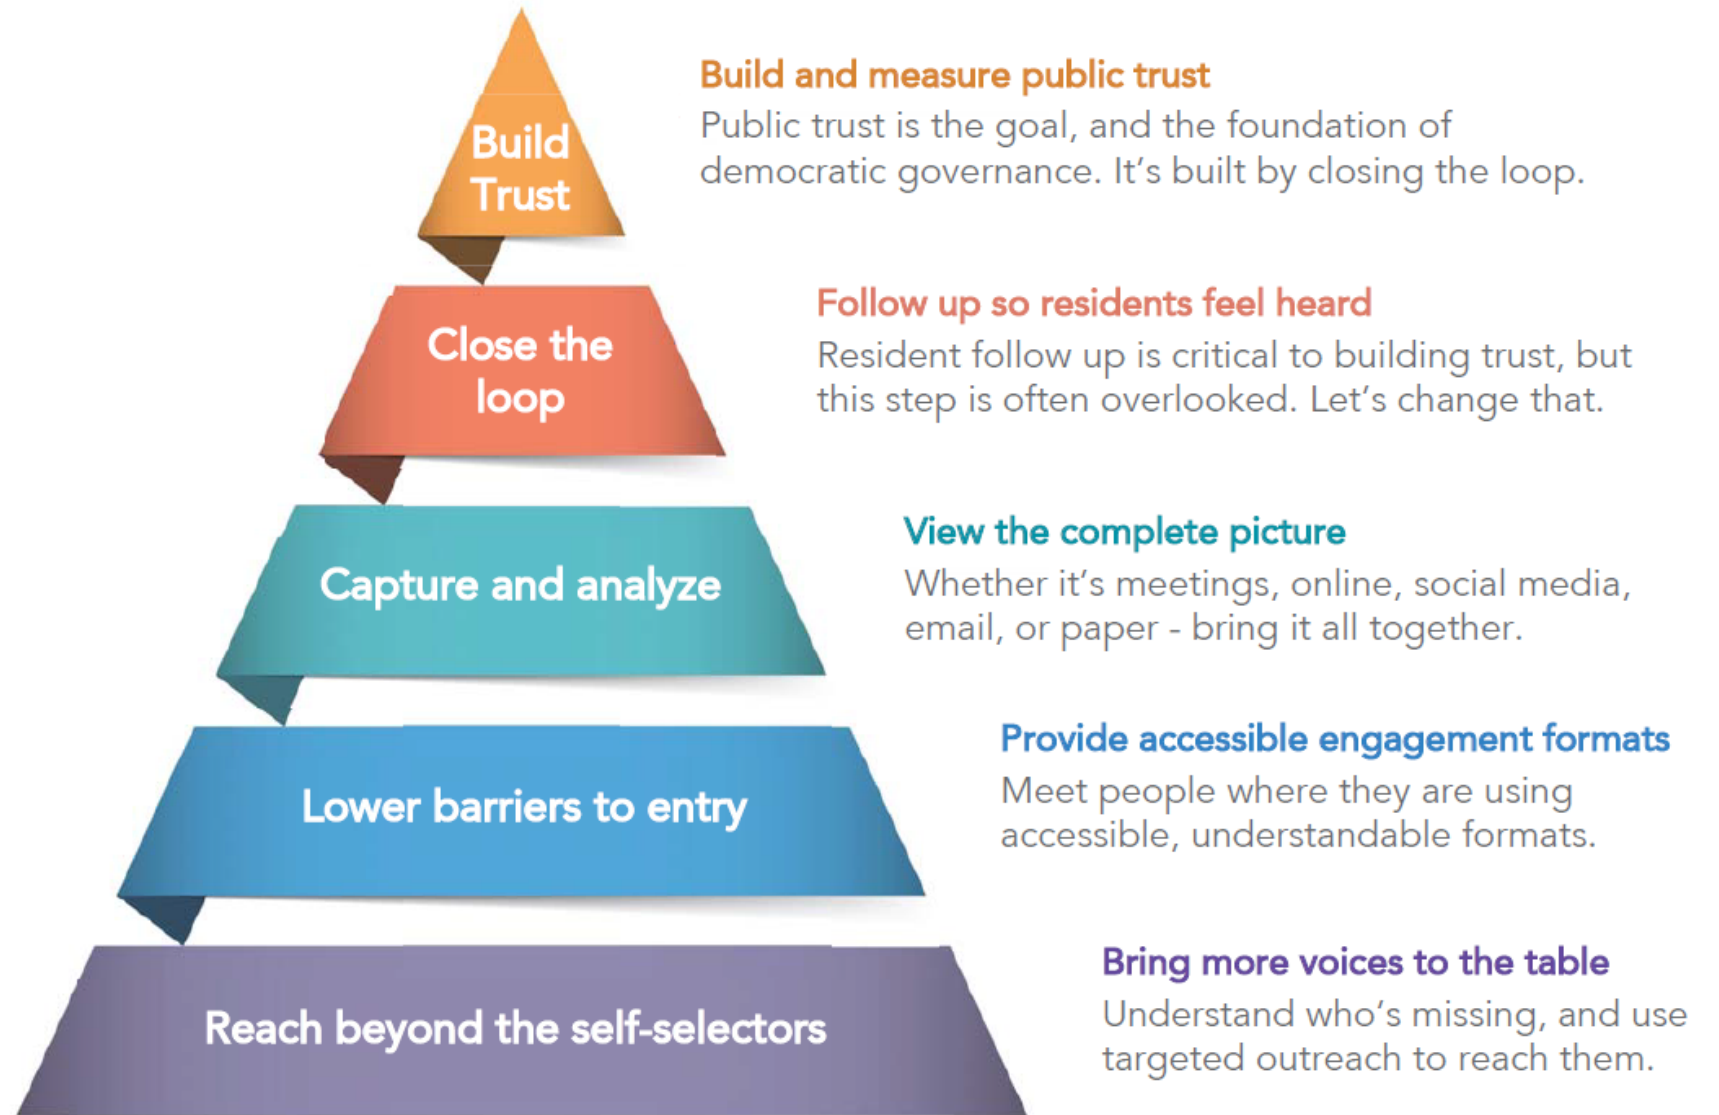 Build
Trust
Build and measure public trust
Public trust is the goal, and the foundation of
democratic governance. It's built by closing the loop.
Close the
loop
Follow up so residents feel heard
Resident follow up is critical to building trust, but
this step is often overlooked. Let's change that.
Capture and analyze
View the complete picture
Whether it's meetings, online, social media,
email, or paper - bring it all together.
Lower barriers to entry
Provide accessible engagement formats
Meet people where they are using
accessible, understandable formats.
Reach beyond the self-selectors
Bring more voices to the table
Understand who's missing, and use
targeted outreach to reach them.